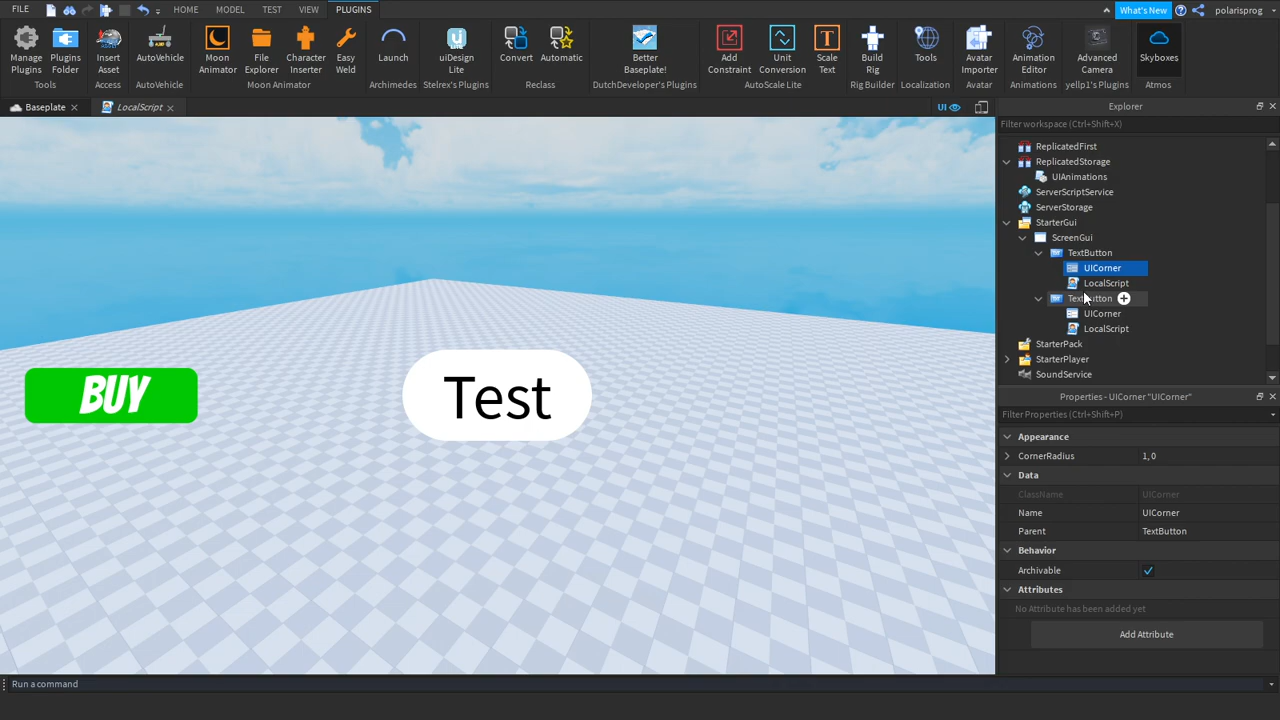 FILE HOME MODEL TEST VIEW PLUGINS What's New polarisprog
Manage Plugins
Plugins Folder
Insert Asset
AutoVehicle
Moon Animator
File Explorer
Character Inserter
Easy Weld
Launch
uiDesign Lite
Convert
Automatic
Better Baseplate!
Add Constraint
Unit Conversion
Scale Text
Build Rig
Tools
Avatar Importer
Animation Editor
Advanced Camera
Skyboxes
Tools Access AutoVehicle Moon Animator Archimedes Stelrex's Plugins Reclass DutchDeveloper's Plugins AutoScale Lite Rig Builder Localization Avatar Animations yellp1's Plugins Atmos
Baseplate LocalScript UI
BUY
Test
Explorer
Filter workspace (Ctrl+Shift+X)
ReplicatedFirst
ReplicatedStorage
UIAnimations
ServerScriptService
ServerStorage
StarterGui
ScreenGui
TextButton
UICorner
LocalScript
TextButton
UICorner
LocalScript
StarterPack
StarterPlayer
SoundService
Properties - UICorner "UICorner"
Filter Properties (Ctrl+Shift+P)
Appearance
CornerRadius 1, 0
Data
ClassName UICorner
Name UICorner
Parent TextButton
Behavior
Archivable
Attributes
No Attribute has been added yet
Add Attribute
Run a command